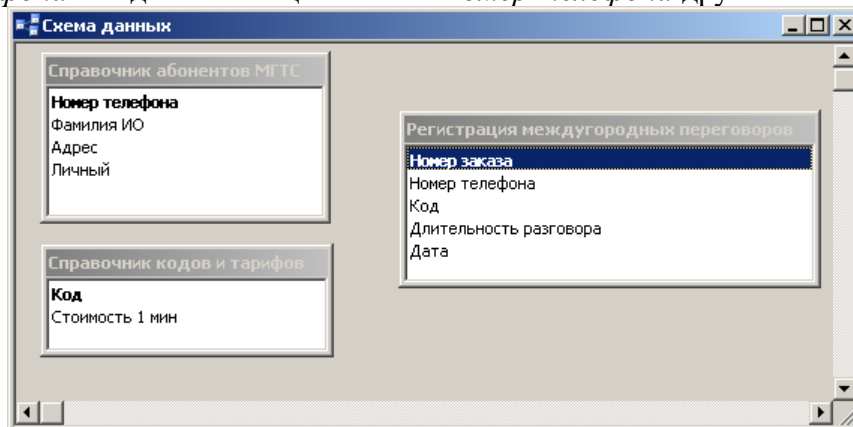 Схема данных
Справочник абонентов МГТС
Номер телефона
Фамилия ИО
Адрес
Личный
Регистрация междугородных переговоров
Номер заказа
Номер телефона
Код
Длительность разговора
Дата
Справочник кодов и тарифов
Код
Стоимость 1 мин